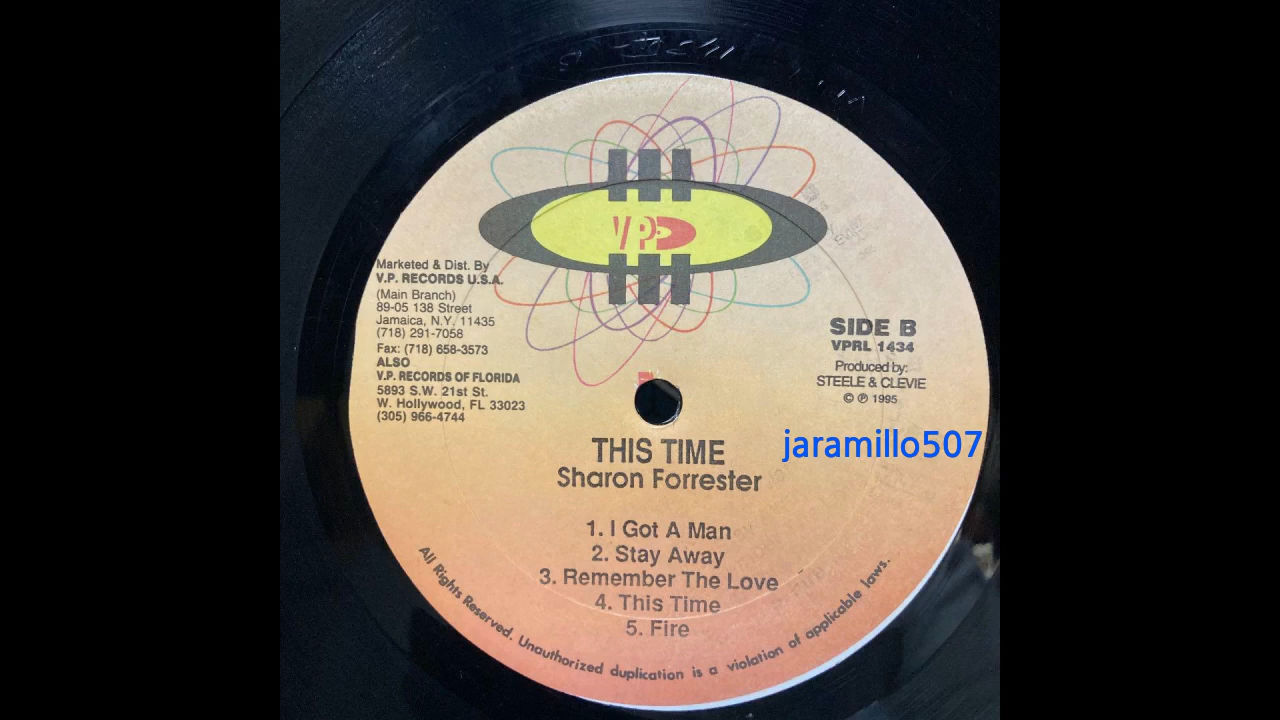 VP
Marketed & Dist. By
V.P. RECORDS U.S.A.
(Main Branch)
89-05 138 Street
Jamaica, N.Y. 11435
(718) 291-7058
Fax: (718) 658-3573
ALSO
V.P. RECORDS OF FLORIDA
5893 S.W. 21st St.
W. Hollywood, FL 33023
(305) 966-4744
SIDE B
VPRL 1434
Produced by:
STEELE & CLEVIE
© ℗ 1995
jaramillo507
THIS TIME
Sharon Forrester
1. I Got A Man
2. Stay Away
3. Remember The Love
4. This Time
5. Fire
All Rights Reserved. Unauthorized duplication is a violation of applicable laws.